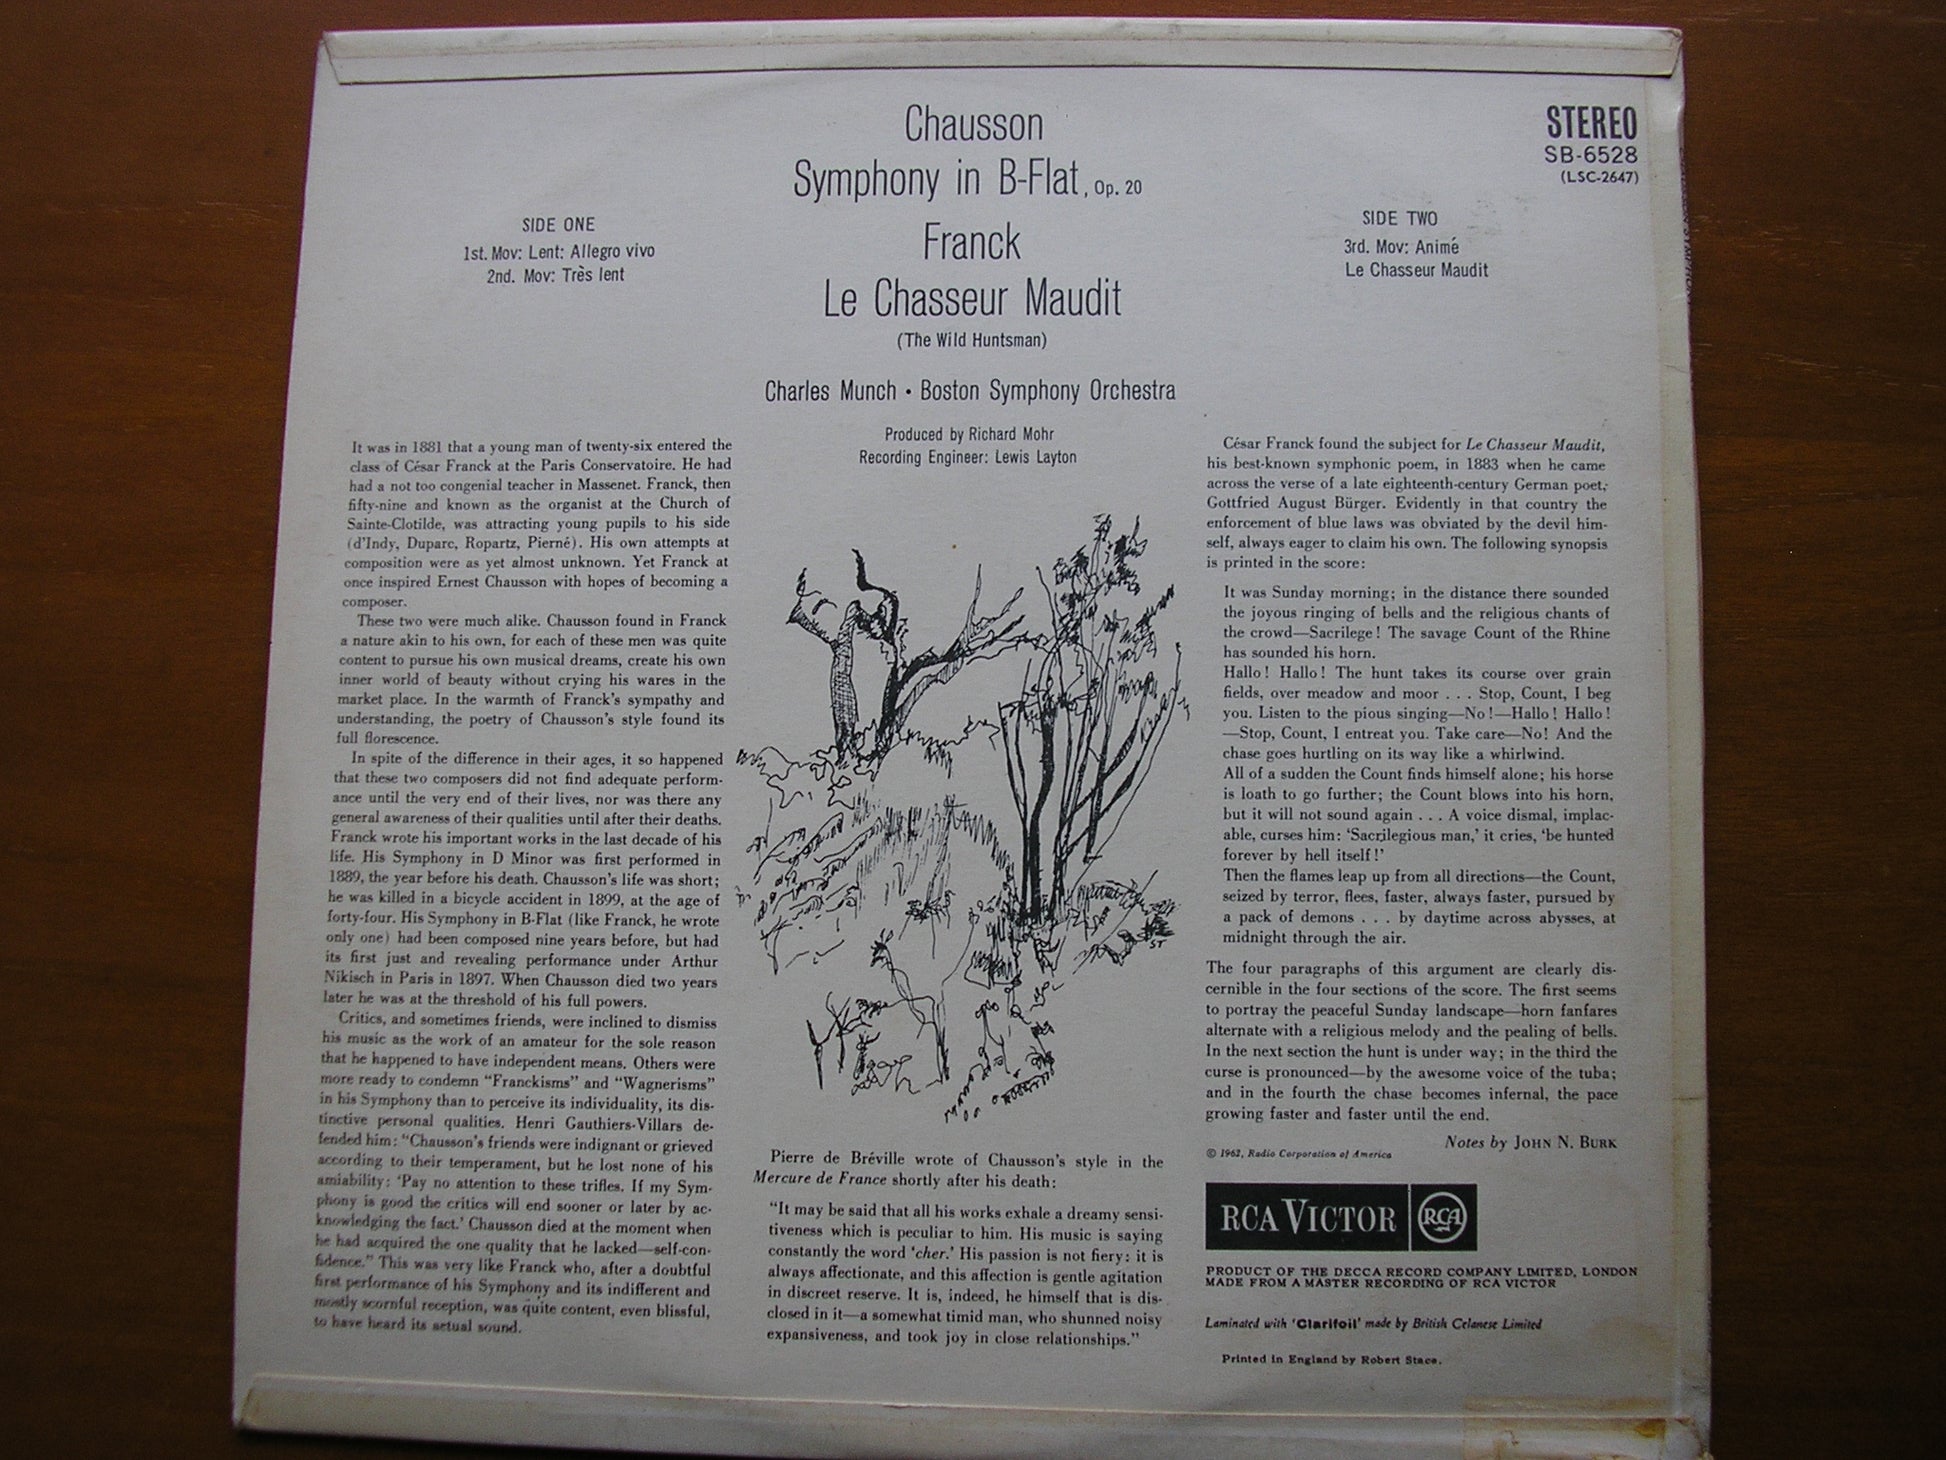 Chausson
Symphony in B-Flat, Op. 20
Franck
Le Chasseur Maudit
(The Wild Huntsman)
Charles Munch • Boston Symphony Orchestra
Produced by Richard Mohr
Recording Engineer: Lewis Layton
STEREO
SB-6528
(LSC-2647)
SIDE ONE
1st. Mov: Lent: Allegro vivo
2nd. Mov: Très lent
SIDE TWO
3rd. Mov: Animé
Le Chasseur Maudit
It was in 1881 that a young man of twenty-six entered the
class of César Franck at the Paris Conservatoire. He had
had a not too congenial teacher in Massenet. Franck, then
fifty-nine and known as the organist at the Church of
Sainte-Clotilde, was attracting young pupils to his side
(d'Indy, Duparc, Ropartz, Pierné). His own attempts at
composition were as yet almost unknown. Yet Franck at
once inspired Ernest Chausson with hopes of becoming a
composer.
These two were much alike. Chausson found in Franck
a nature akin to his own, for each of these men was quite
content to pursue his own musical dreams, create his own
inner world of beauty without crying his wares in the
market place. In the warmth of Franck's sympathy and
understanding, the poetry of Chausson's style found its
full florescence.
In spite of the difference in their ages, it so happened
that these two composers did not find adequate perform-
ance until the very end of their lives, nor was there any
general awareness of their qualities until after their deaths.
Franck wrote his important works in the last decade of his
life. His Symphony in D Minor was first performed in
1889, the year before his death. Chausson's life was short;
he was killed in a bicycle accident in 1899, at the age of
forty-four. His Symphony in B-Flat (like Franck, he wrote
only one) had been composed nine years before, but had
its first just and revealing performance under Arthur
Nikisch in Paris in 1897. When Chausson died two years
later he was at the threshold of his full powers.
Critics, and sometimes friends, were inclined to dismiss
his music as the work of an amateur for the sole reason
that he happened to have independent means. Others were
more ready to condemn "Franckisms" and "Wagnerisms"
in his Symphony than to perceive its individuality, its dis-
tinctive personal qualities. Henri Gauthiers-Villars de-
fended him: "Chausson's friends were indignant or grieved
according to their temperament, but he lost none of his
amiability: 'Pay no attention to these trifles. If my Sym-
phony is good the critics will end sooner or later by ac-
knowledging the fact.' Chausson died at the moment when
he had acquired the one quality that he lacked—self-con-
fidence." This was very like Franck who, after a doubtful
first performance of his Symphony and its indifferent and
mostly scornful reception, was quite content, even blissful,
to have heard its actual sound.
ST
Pierre de Bréville wrote of Chausson's style in the
Mercure de France shortly after his death:
"It may be said that all his works exhale a dreamy sensi-
tiveness which is peculiar to him. His music is saying
constantly the word 'cher.' His passion is not fiery: it is
always affectionate, and this affection is gentle agitation
in discreet reserve. It is, indeed, he himself that is dis-
closed in it—a somewhat timid man, who shunned noisy
expansiveness, and took joy in close relationships."
César Franck found the subject for Le Chasseur Maudit,
his best-known symphonic poem, in 1883 when he came
across the verse of a late eighteenth-century German poet,
Gottfried August Bürger. Evidently in that country the
enforcement of blue laws was obviated by the devil him-
self, always eager to claim his own. The following synopsis
is printed in the score:
It was Sunday morning; in the distance there sounded
the joyous ringing of bells and the religious chants of
the crowd—Sacrilege! The savage Count of the Rhine
has sounded his horn.
Hallo! Hallo! The hunt takes its course over grain
fields, over meadow and moor . . . Stop, Count, I beg
you. Listen to the pious singing—No!—Hallo! Hallo!
—Stop, Count, I entreat you. Take care—No! And the
chase goes hurtling on its way like a whirlwind.
All of a sudden the Count finds himself alone; his horse
is loath to go further; the Count blows into his horn,
but it will not sound again . . . A voice dismal, implac-
able, curses him: 'Sacrilegious man,' it cries, 'be hunted
forever by hell itself!'
Then the flames leap up from all directions—the Count,
seized by terror, flees, faster, always faster, pursued by
a pack of demons . . . by daytime across abysses, at
midnight through the air.
The four paragraphs of this argument are clearly dis-
cernible in the four sections of the score. The first seems
to portray the peaceful Sunday landscape—horn fanfares
alternate with a religious melody and the pealing of bells.
In the next section the hunt is under way; in the third the
curse is pronounced—by the awesome voice of the tuba;
and in the fourth the chase becomes infernal, the pace
growing faster and faster until the end.
Notes by JOHN N. BURK
© 1962, Radio Corporation of America
RCA VICTOR RCA
PRODUCT OF THE DECCA RECORD COMPANY LIMITED, LONDON
MADE FROM A MASTER RECORDING OF RCA VICTOR
Laminated with 'Clarifoil' made by British Celanese Limited
Printed in England by Robert Stace.